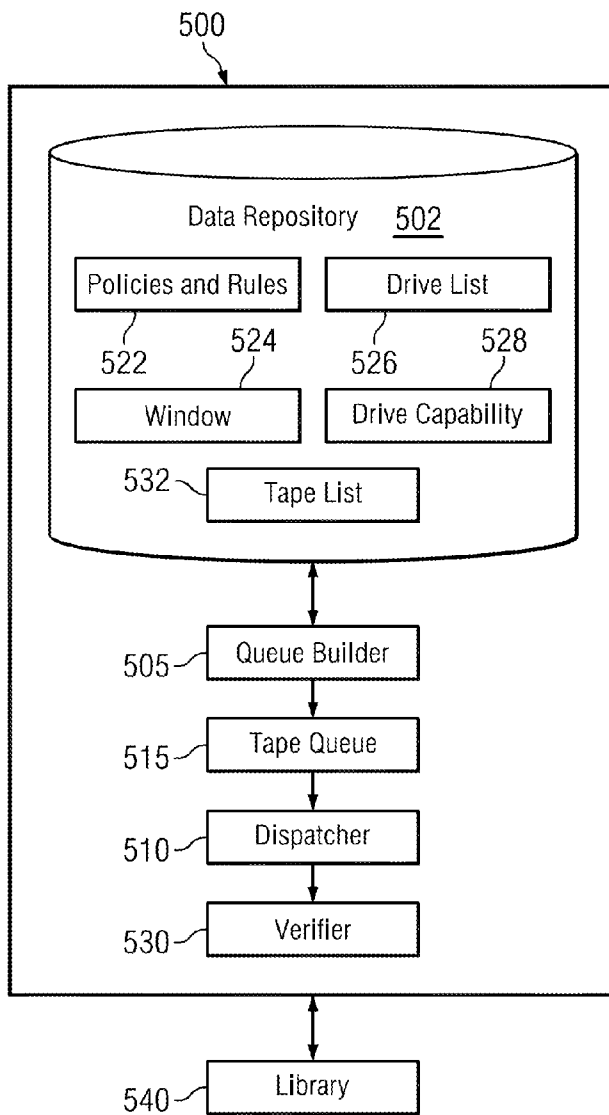 500
Data Repository 502
Policies and Rules
Drive List
522
524
526
528
Window
Drive Capability
532
Tape List
505
Queue Builder
515
Tape Queue
510
Dispatcher
530
Verifier
540
Library